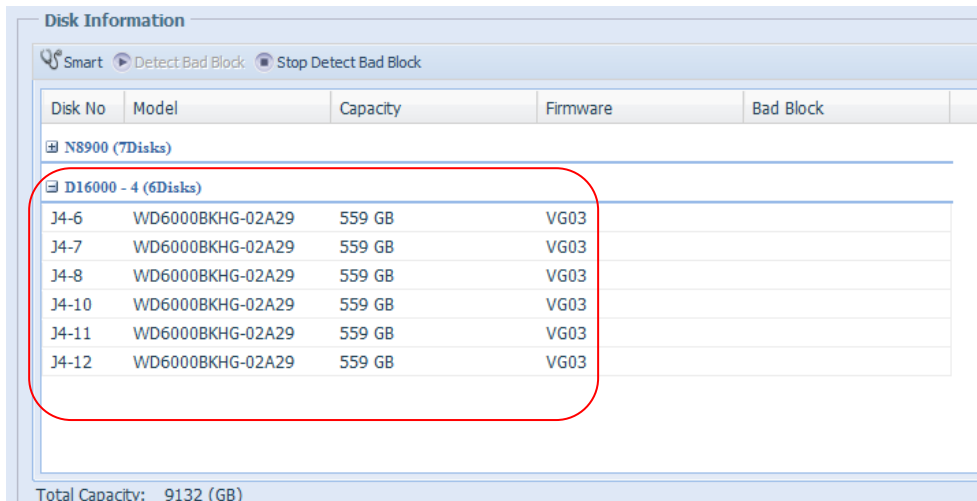 Disk Information
Smart Detect Bad Block Stop Detect Bad Block
Disk No Model Capacity Firmware Bad Block
N8900 (7Disks)
D16000 - 4 (6Disks)
J4-6 WD6000BKHG-02A29 559 GB VG03
J4-7 WD6000BKHG-02A29 559 GB VG03
J4-8 WD6000BKHG-02A29 559 GB VG03
J4-10 WD6000BKHG-02A29 559 GB VG03
J4-11 WD6000BKHG-02A29 559 GB VG03
J4-12 WD6000BKHG-02A29 559 GB VG03
Total Capacity: 9132 (GB)